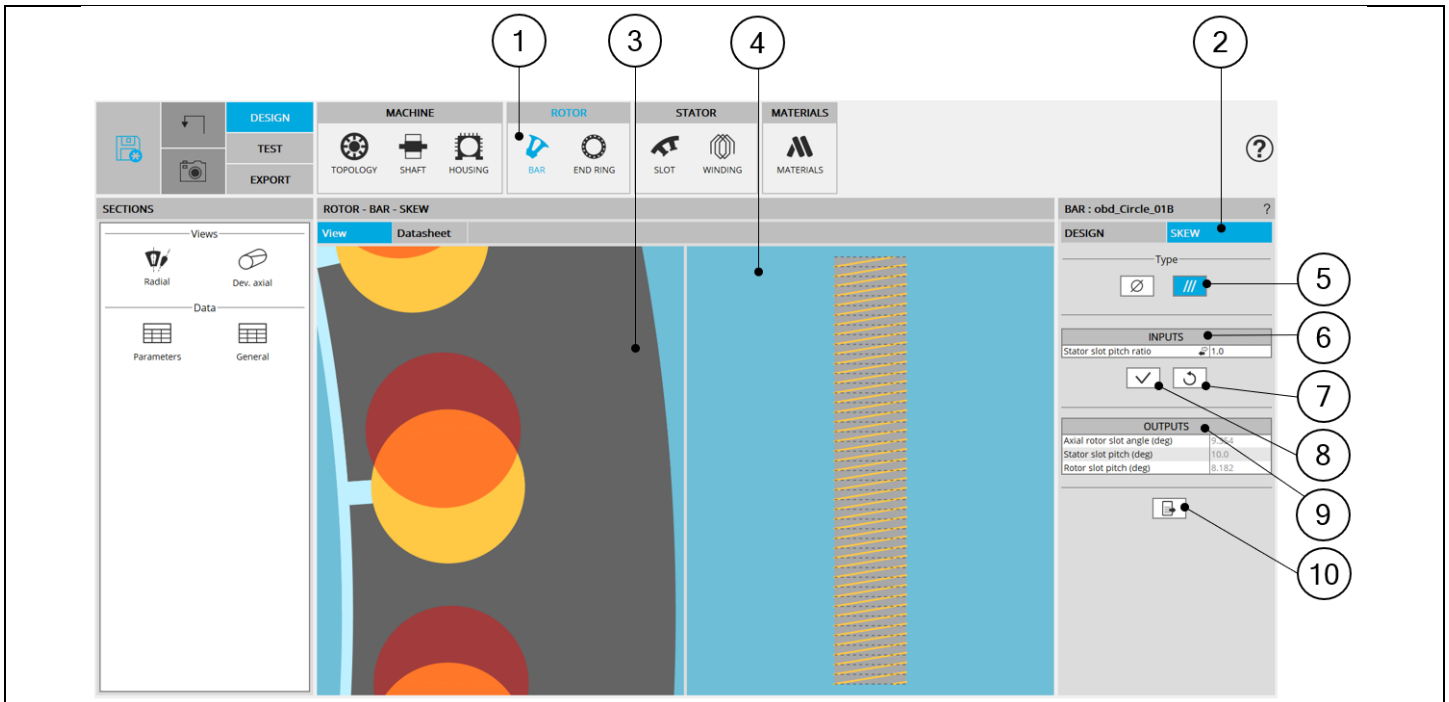 1
3
4
2
DESIGN
TEST
EXPORT
MACHINE
ROTOR
STATOR
MATERIALS
TOPOLOGY
SHAFT
HOUSING
BAR
END RING
SLOT
WINDING
MATERIALS
?
SECTIONS
Views
Radial
Dev. axial
Data
Parameters
General
ROTOR - BAR - SKEW
View
Datasheet
BAR : obd_Circle_01B
?
DESIGN
SKEW
Type
5
6
INPUTS
Stator slot pitch ratio 1.0
7
8
OUTPUTS
Axial rotor slot angle (deg)
Stator slot pitch (deg) 10.0
Rotor slot pitch (deg) 8.182
9
10